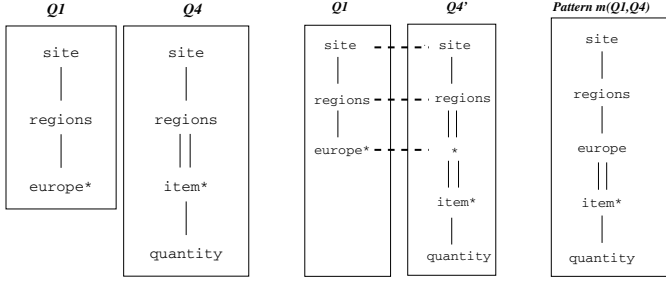 Q1
site
regions
europe*
Q4
site
regions
item*
quantity
Q1
site
regions
europe*
Q4'
site
regions
*
item*
quantity
Pattern m(Q1,Q4)
site
regions
europe
item*
quantity